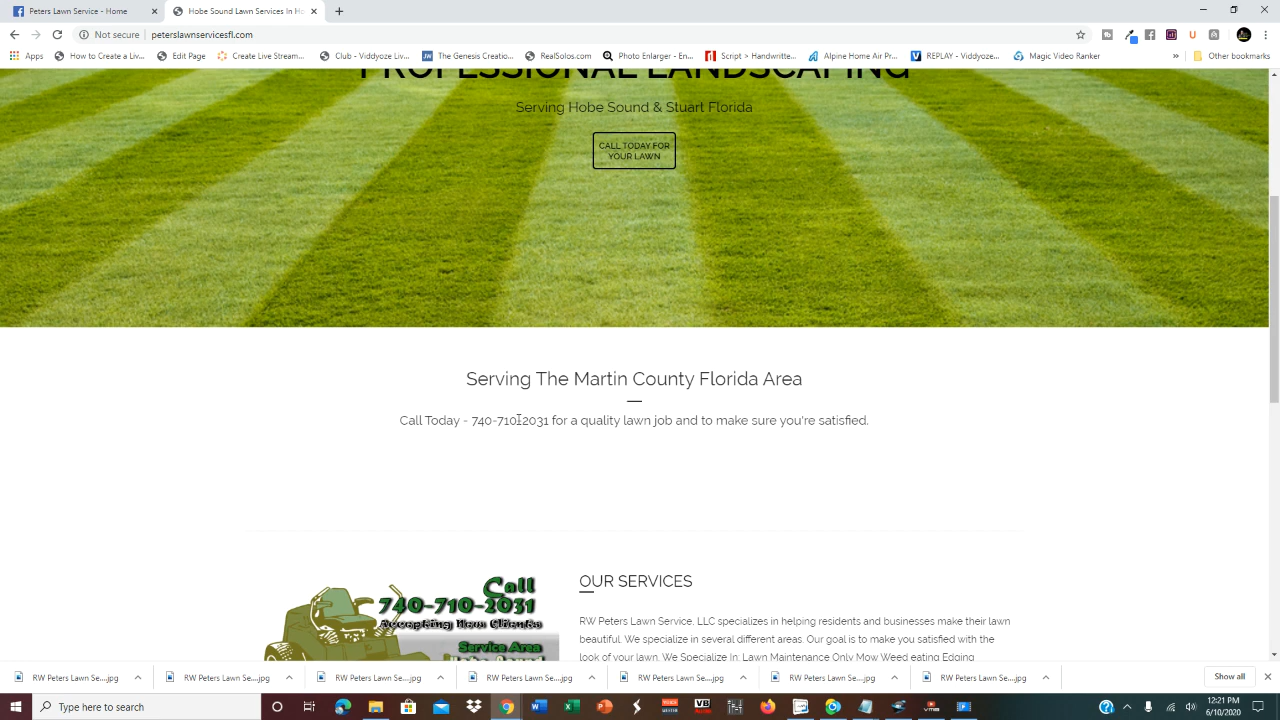 Peters Lawn Services - Home
Hobe Sound Lawn Services In Ho
Not secure
peterslawnservicesfl.com
Apps
How to Create a Liv...
Edit Page
Create Live Stream...
Club - Viddyoze...
The Genesis Creatio...
RealSolos.com
Photo Enlarger - En...
Script > Handwritte...
Alpine Home Air Pr...
REPLAY - Viddyoze...
Magic Video Ranker
»
Other bookmarks
PROFESSIONAL LANDSCAPING
Serving Hobe Sound & Stuart Florida
CALL TODAY FOR
YOUR LAWN
Serving The Martin County Florida Area
Call Today - 740-710-2031 for a quality lawn job and to make sure you're satisfied.
Call
740-710-2031
Accepting New Clients
Service Area
Hobe Sound
OUR SERVICES
RW Peters Lawn Service, LLC specializes in helping residents and businesses make their lawn
beautiful. We specialize in several different areas. Our goal is to make you satisfied with the
look of your lawn. We Specialize In: Lawn Maintenance Only Mow Weed eating Edging
RW Peters Lawn Se....jpg
RW Peters Lawn Se....jpg
RW Peters Lawn Se....jpg
RW Peters Lawn Se....jpg
RW Peters Lawn Se....jpg
RW Peters Lawn Se....jpg
RW Peters Lawn Se....jpg
Show all
Type here to search
12:21 PM
6/10/2020